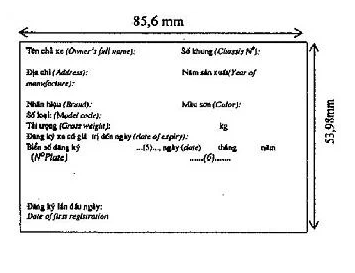 85,6 mm
Tên chủ xe (Owner's full name): Số khung (Chassis Nº):
Địa chỉ (Address): Năm sản xuất (Year of
manufacture):
Nhãn hiệu (Brand): Màu sơn (Color):
Số loại: (Model code):
Tải trọng (Gross weight): kg
Đăng ký xe có giá trị đến ngày (date of expiry):
Biển số đăng ký ...(5)..., ngày (date) tháng năm
(NºPlate) ......(6).......
Đăng ký lần đầu ngày:
Date of first registration
53,98mm